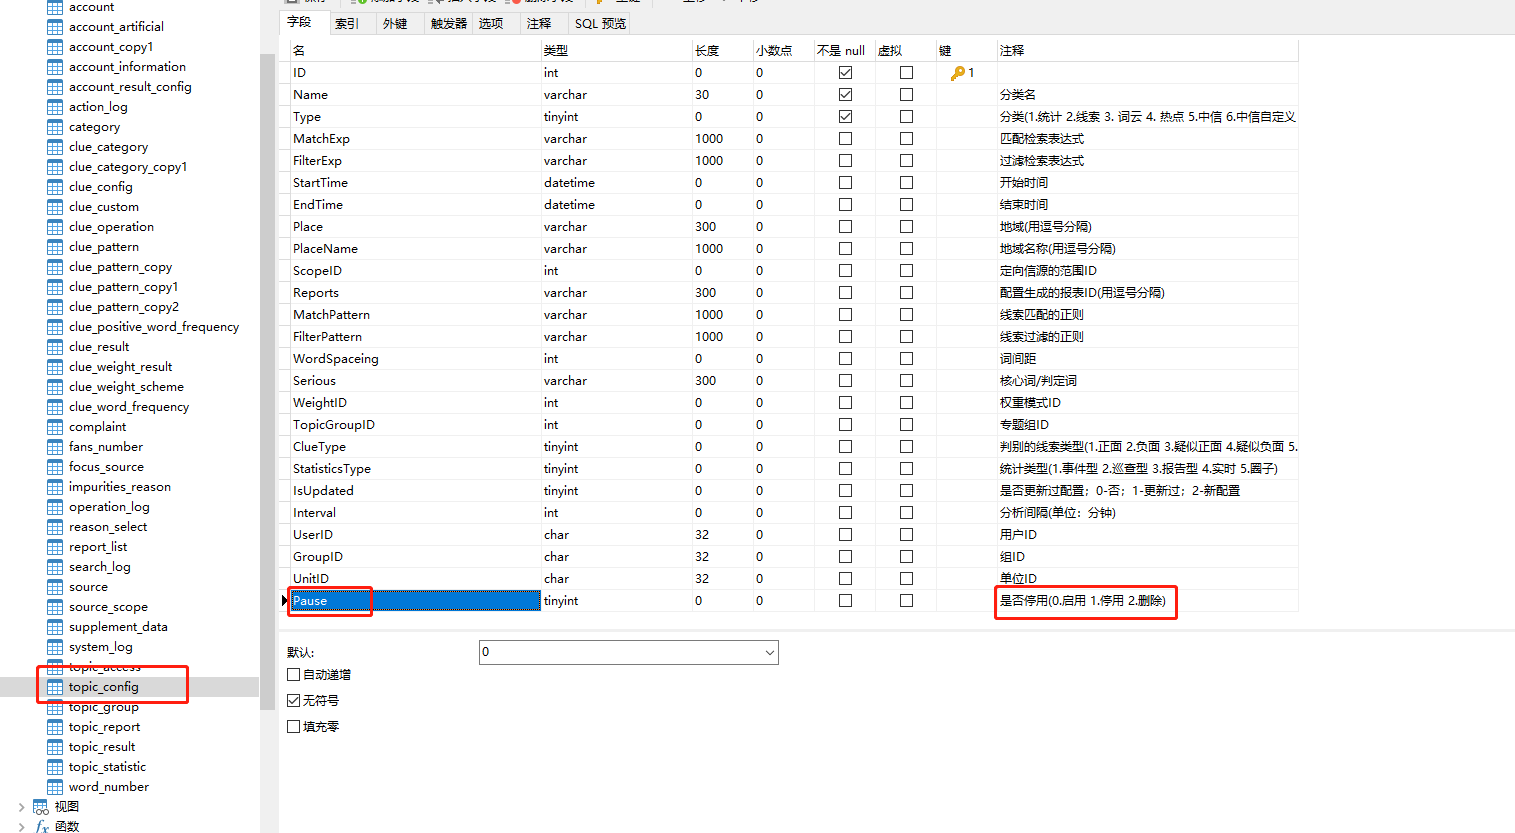 account
account_artificial
account_copy1
account_information
account_result_config
action_log
category
clue_category
clue_category_copy1
clue_config
clue_custom
clue_operation
clue_pattern
clue_pattern_copy
clue_pattern_copy1
clue_pattern_copy2
clue_positive_word_frequency
clue_result
clue_weight_result
clue_weight_scheme
clue_word_frequency
complaint
fans_number
focus_source
impurities_reason
operation_log
reason_select
report_list
search_log
source
source_scope
supplement_data
system_log
topic_access
topic_config
topic_group
topic_report
topic_result
topic_statistic
word_number
视图
fx 函数
字段 索引 外键 触发器 选项 注释 SQL 预览
名 类型 长度 小数点 不是 null 虚拟 键 注释
ID int 0 0 1
Name varchar 30 0 分类名
Type tinyint 0 0 分类(1.统计 2.线索 3. 词云 4. 热点 5.中信 6.中信自定义
MatchExp varchar 1000 0 匹配检索表达式
FilterExp varchar 1000 0 过滤检索表达式
StartTime datetime 0 0 开始时间
EndTime datetime 0 0 结束时间
Place varchar 300 0 地域(用逗号分隔)
PlaceName varchar 1000 0 地域名称(用逗号分隔)
ScopeID int 0 0 定向信源的范围ID
Reports varchar 300 0 配置生成的报表ID(用逗号分隔)
MatchPattern varchar 1000 0 线索匹配的正则
FilterPattern varchar 1000 0 线索过滤的正则
WordSpaceing int 0 0 词间距
Serious varchar 300 0 核心词/判定词
WeightID int 0 0 权重模式ID
TopicGroupID int 0 0 专题组ID
ClueType tinyint 0 0 判别的线索类型(1.正面 2.负面 3.疑似正面 4.疑似负面 5.
StatisticsType tinyint 0 0 统计类型(1.事件型 2.巡查型 3.报告型 4.实时 5.圈子)
IsUpdated tinyint 0 0 是否更新过配置；0-否；1-更新过；2-新配置
Interval int 0 0 分析间隔(单位：分钟)
UserID char 32 0 用户ID
GroupID char 32 0 组ID
UnitID char 32 0 单位ID
Pause tinyint 0 0 是否停用(0.启用 1.停用 2.删除)
默认: 0
自动递增
无符号
填充零